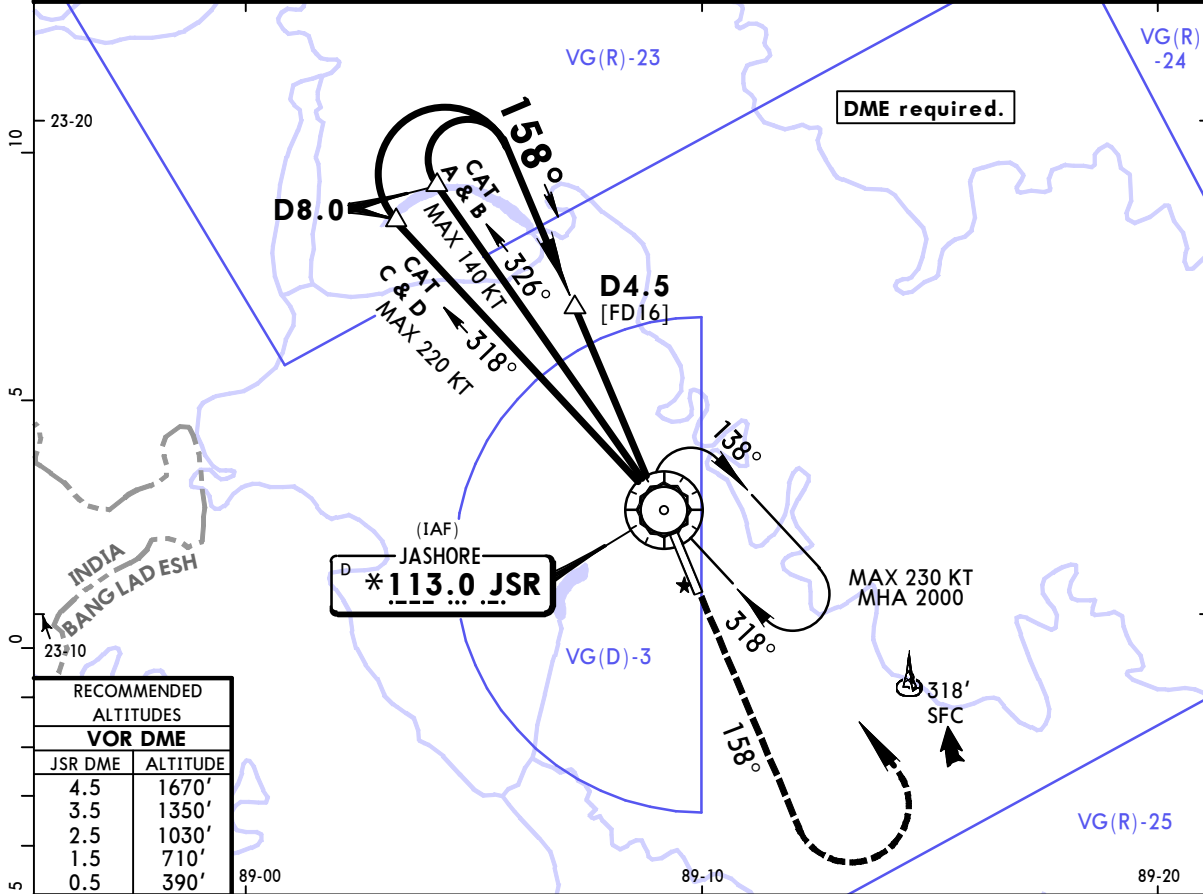 VG(R)-23
VG(R)
-24
DME required.
10
23-20
158°
D8.0
CAT
A & B
MAX 140 KT
326°
CAT
C & D
MAX 220 KT
318°
D4.5
[FD16]
5
138°
(IAF)
JASHORE
D
*113.0 JSR
INDIA
BANGLADESH
MAX 230 KT
MHA 2000
318°
0
23-10
VG(D)-3
318'
SFC
158°
VG(R)-25
RECOMMENDED
ALTITUDES
VOR DME
JSR DME ALTITUDE
4.5 1670'
3.5 1350'
2.5 1030'
1.5 710'
0.5 390'
5
89-00
89-10
89-20